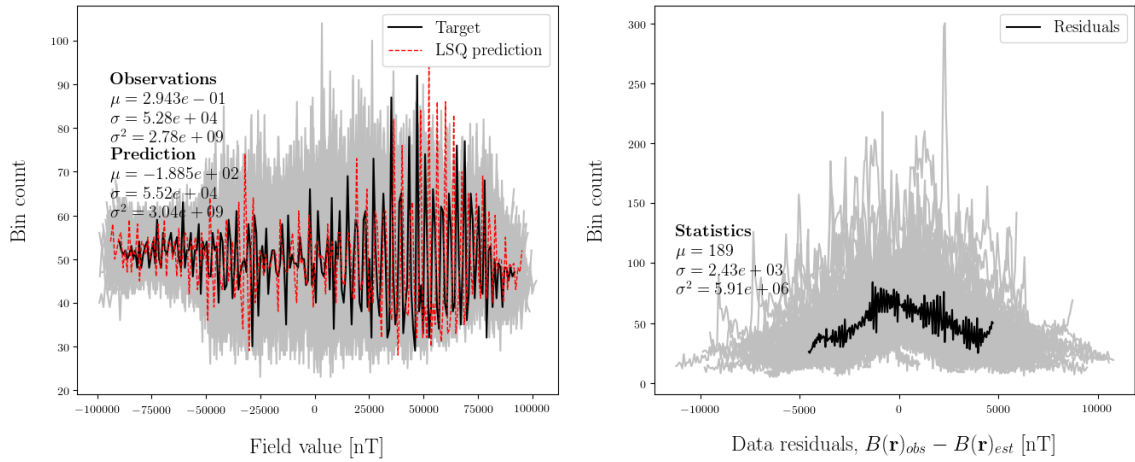 Target
LSQ prediction
Observations
μ = 2.943e − 01
σ = 5.28e + 04
σ² = 2.78e + 09
Prediction
μ = −1.885e + 02
σ = 5.52e + 04
σ² = 3.04e + 09
Bin count
100
90
80
70
60
50
40
30
20
−100000 −75000 −50000 −25000 0 25000 50000 75000 100000
Field value [nT]
Residuals
Statistics
μ = 189
σ = 2.43e + 03
σ² = 5.91e + 06
Bin count
300
250
200
150
100
50
0
−10000 −5000 0 5000 10000
Data residuals, B(r)obs − B(r)est [nT]